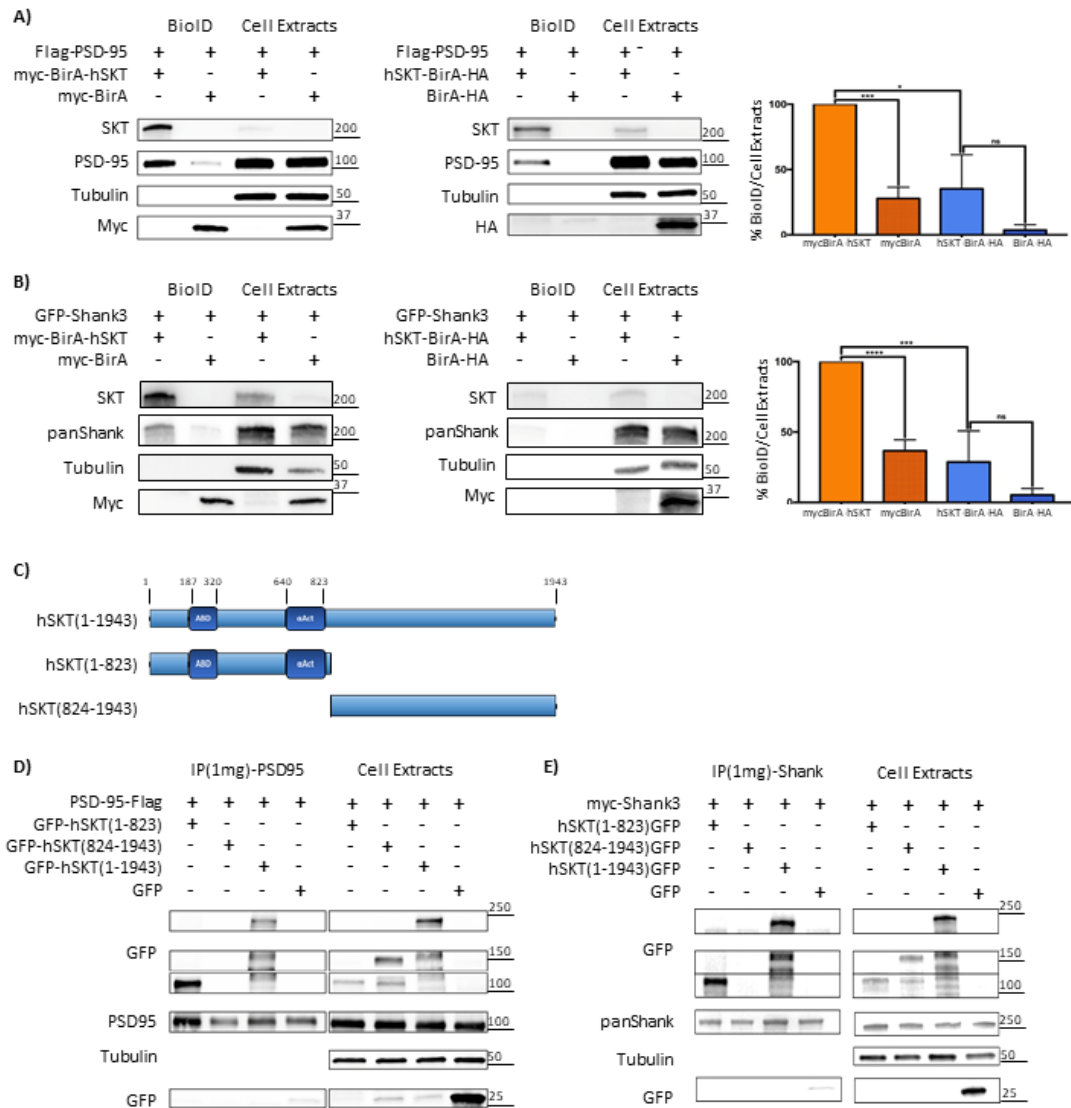 A)
BioID Cell Extracts
Flag-PSD-95 + + + +
myc-BirA-hSKT + - + -
myc-BirA - + - +
SKT 200
PSD-95 100
Tubulin 50
Myc 37
BioID Cell Extracts
Flag-PSD-95 + + + - +
hSKT-BirA-HA + - + -
BirA-HA - + - +
SKT 200
PSD-95 100
Tubulin 50
HA 37
% BioID/Cell Extracts
100
50
0
*
***
ns
mycBirA-hSKT mycBirA hSKT-BirA-HA BirA-HA
B)
BioID Cell Extracts
GFP-Shank3 + + + +
myc-BirA-hSKT + - + -
myc-BirA - + - +
SKT 200
panShank 200
Tubulin 50
Myc 37
BioID Cell Extracts
GFP-Shank3 + + + +
hSKT-BirA-HA + - + -
BirA-HA - + - +
SKT 200
panShank 200
Tubulin 50
Myc 37
% BioID/Cell Extracts
100
50
0
***
****
ns
mycBirA-hSKT mycBirA hSKT-BirA-HA BirA-HA
C)
1 187 320 640 823 1943
hSKT(1-1943) ABD αAct
hSKT(1-823) ABD αAct
hSKT(824-1943)
D)
IP(1mg)-PSD95 Cell Extracts
PSD-95-Flag + + + + + + + +
GFP-hSKT(1-823) + - - - + - - -
GFP-hSKT(824-1943) - + - - - + - -
GFP-hSKT(1-1943) - - + - - - + -
GFP - - - + - - - +
250
GFP 150
100
PSD95 100
Tubulin 50
GFP 25
E)
IP(1mg)-Shank Cell Extracts
myc-Shank3 + + + + + + + +
hSKT(1-823)GFP + - - - + - - -
hSKT(824-1943)GFP - + - - - + - -
hSKT(1-1943)GFP - - + - - - + -
GFP - - - + - - - +
250
GFP 150
100
panShank 250
Tubulin 50
GFP 25